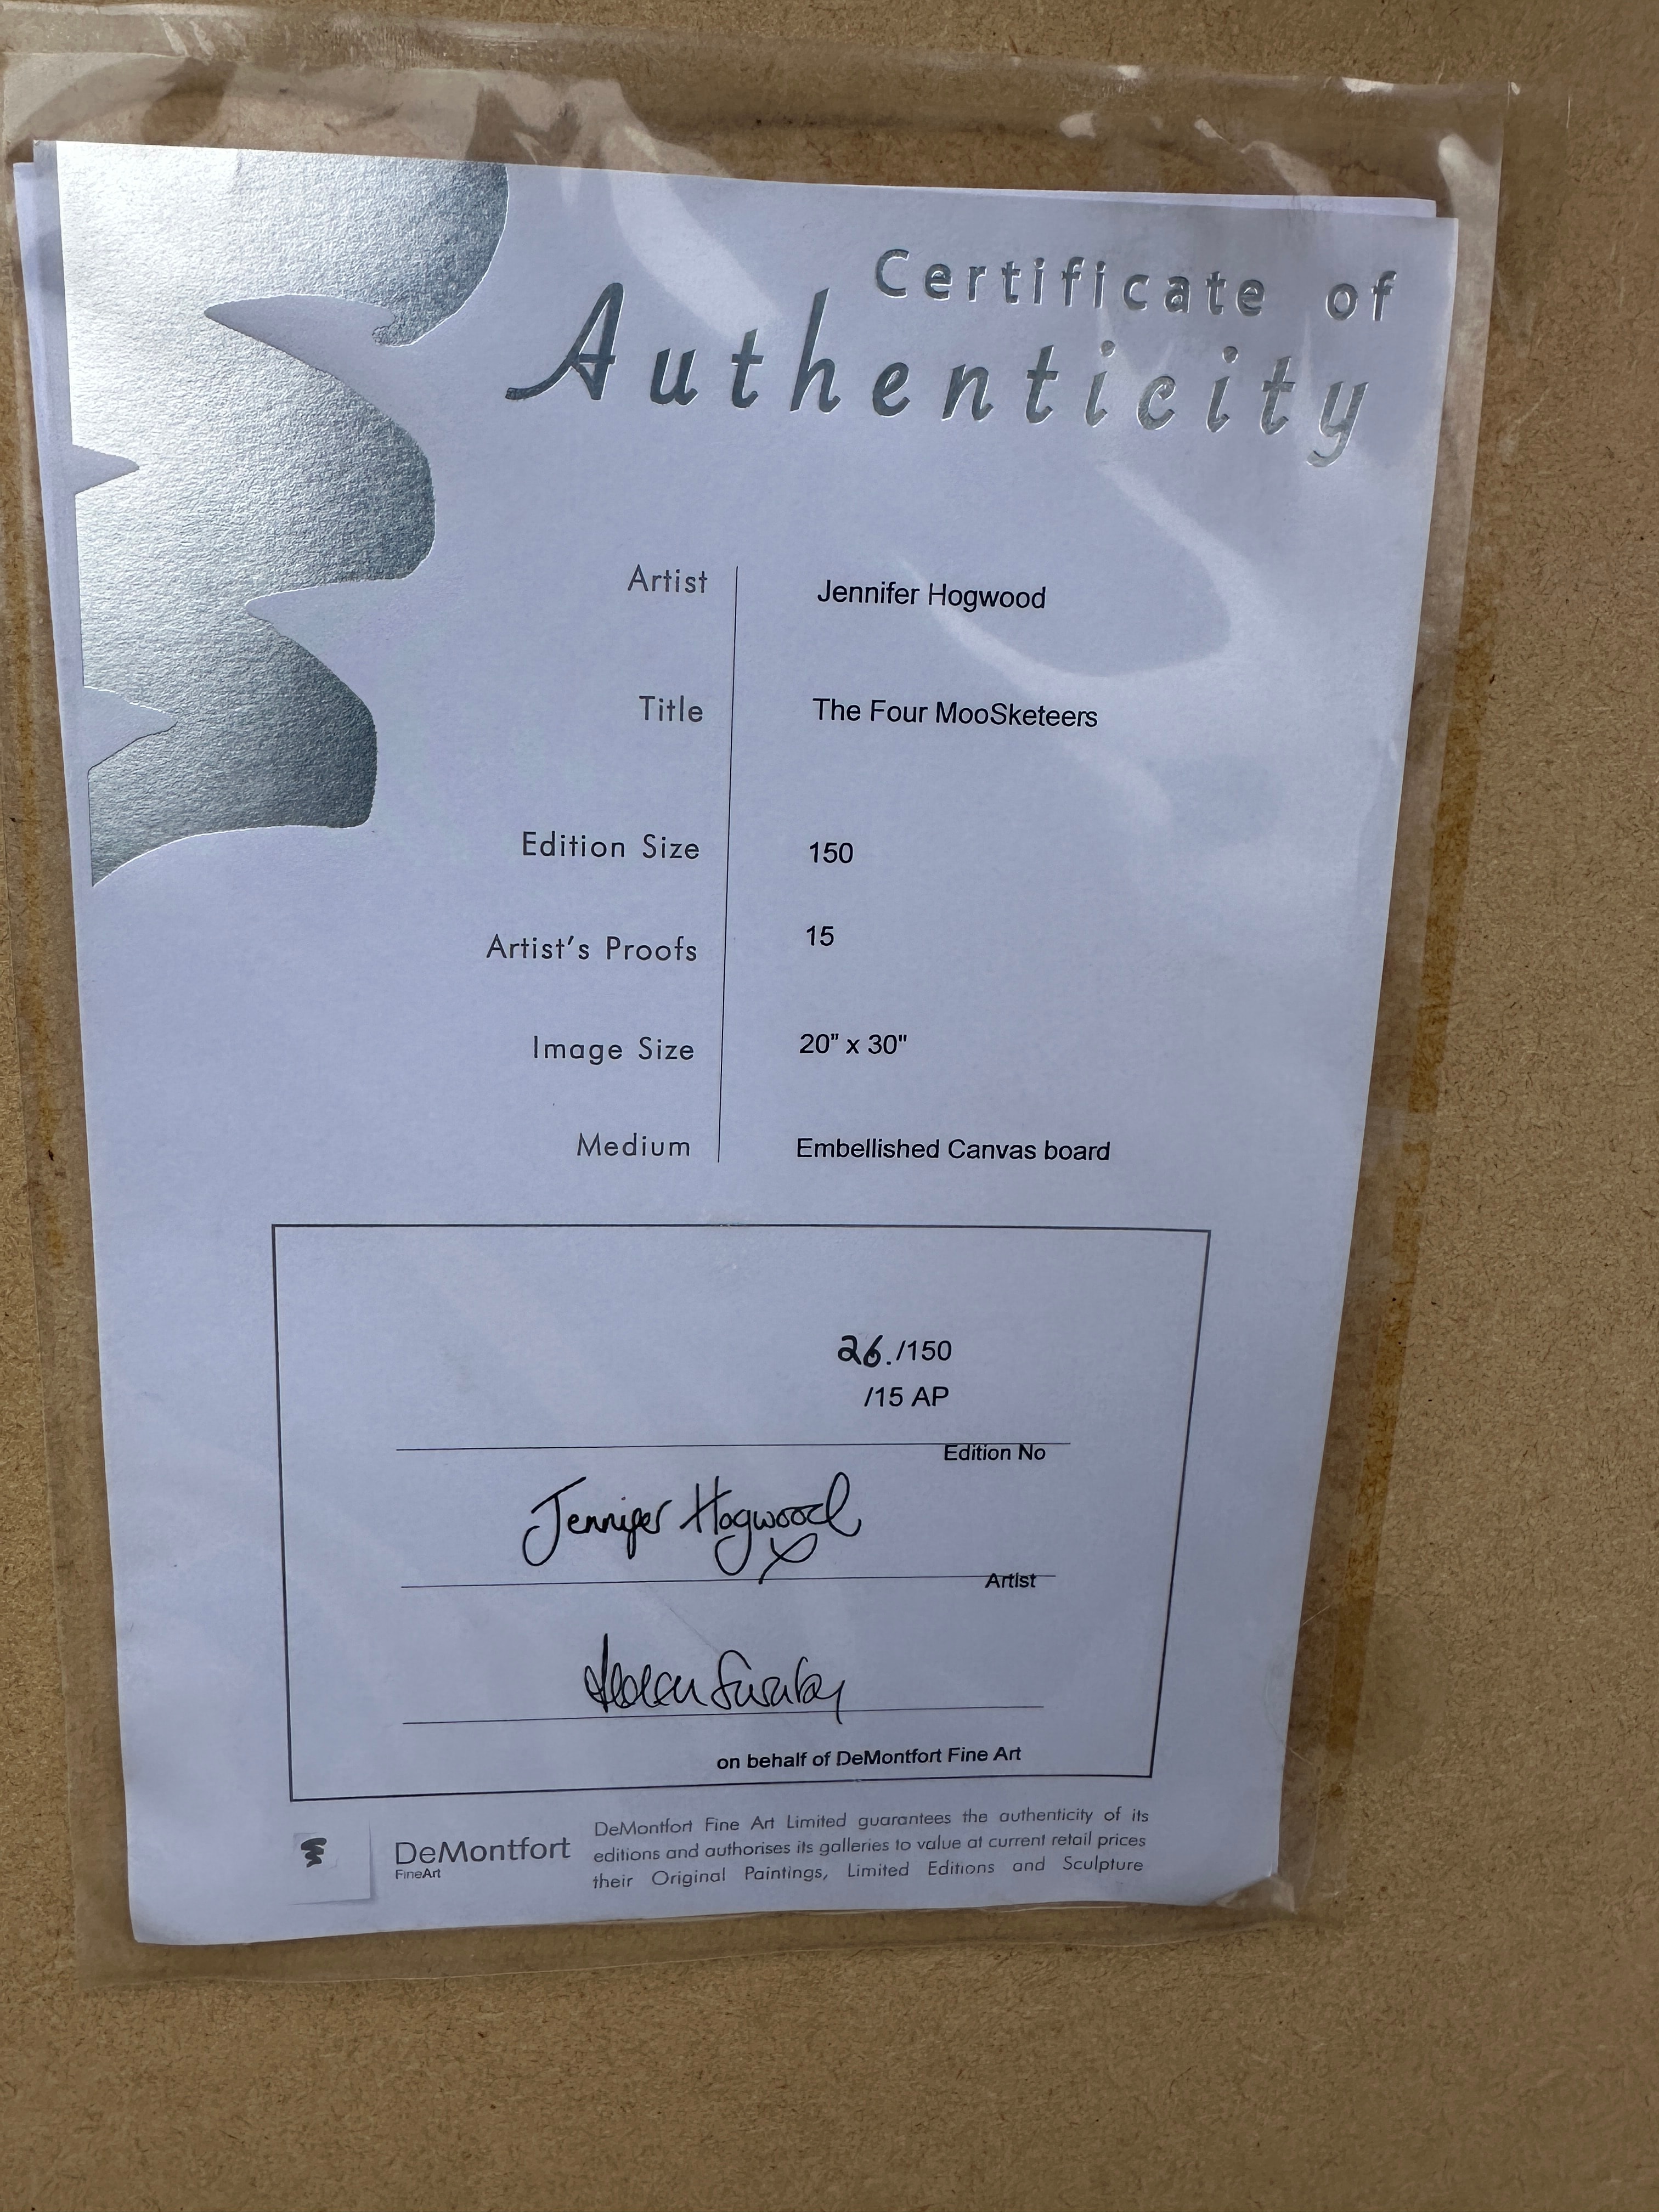 Certificate of
Authenticity
Artist Jennifer Hogwood
Title The Four MooSketeers
Edition Size 150
Artist's Proofs 15
Image Size 20" x 30"
Medium Embellished Canvas board
26./150
/15 AP
Edition No
Jennifer Hogwood
Artist
on behalf of DeMontfort Fine Art
DeMontfort
FineArt
DeMontfort Fine Art Limited guarantees the authenticity of its
editions and authorises its galleries to value at current retail prices
their Original Paintings, Limited Editions and Sculpture